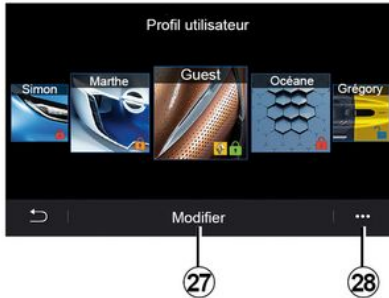 Profil utilisateur
Simon
Marthe
Guest
Océane
Grégory
Modifier
27
28